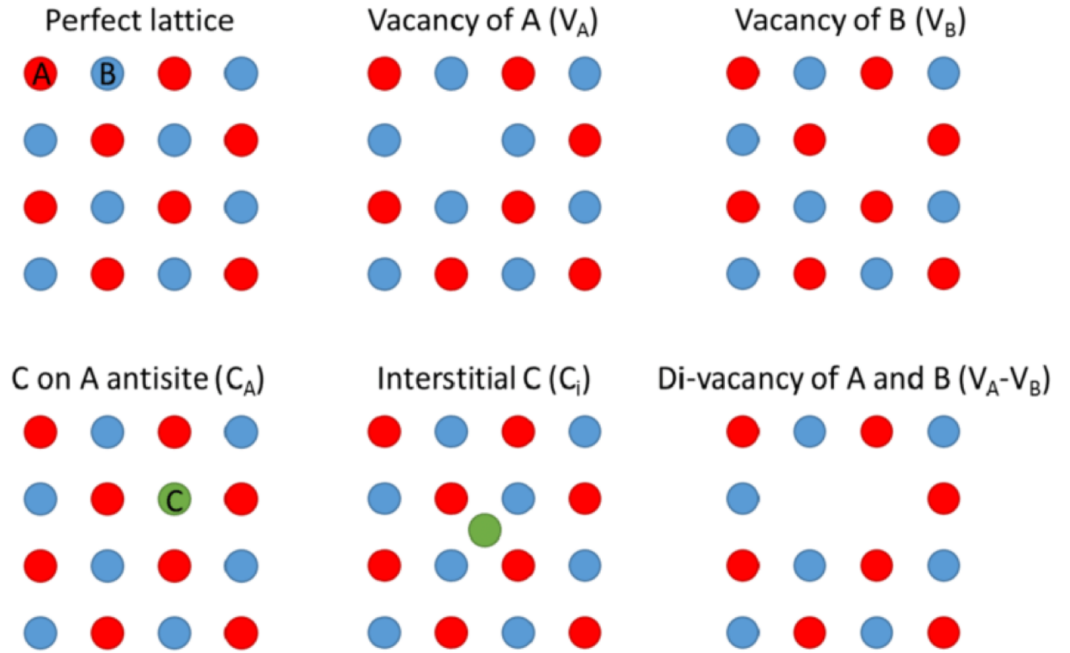 Perfect lattice
Vacancy of A (V_A)
Vacancy of B (V_B)
A B
C on A antisite (C_A)
Interstitial C (C_i)
Di-vacancy of A and B (V_A-V_B)
C